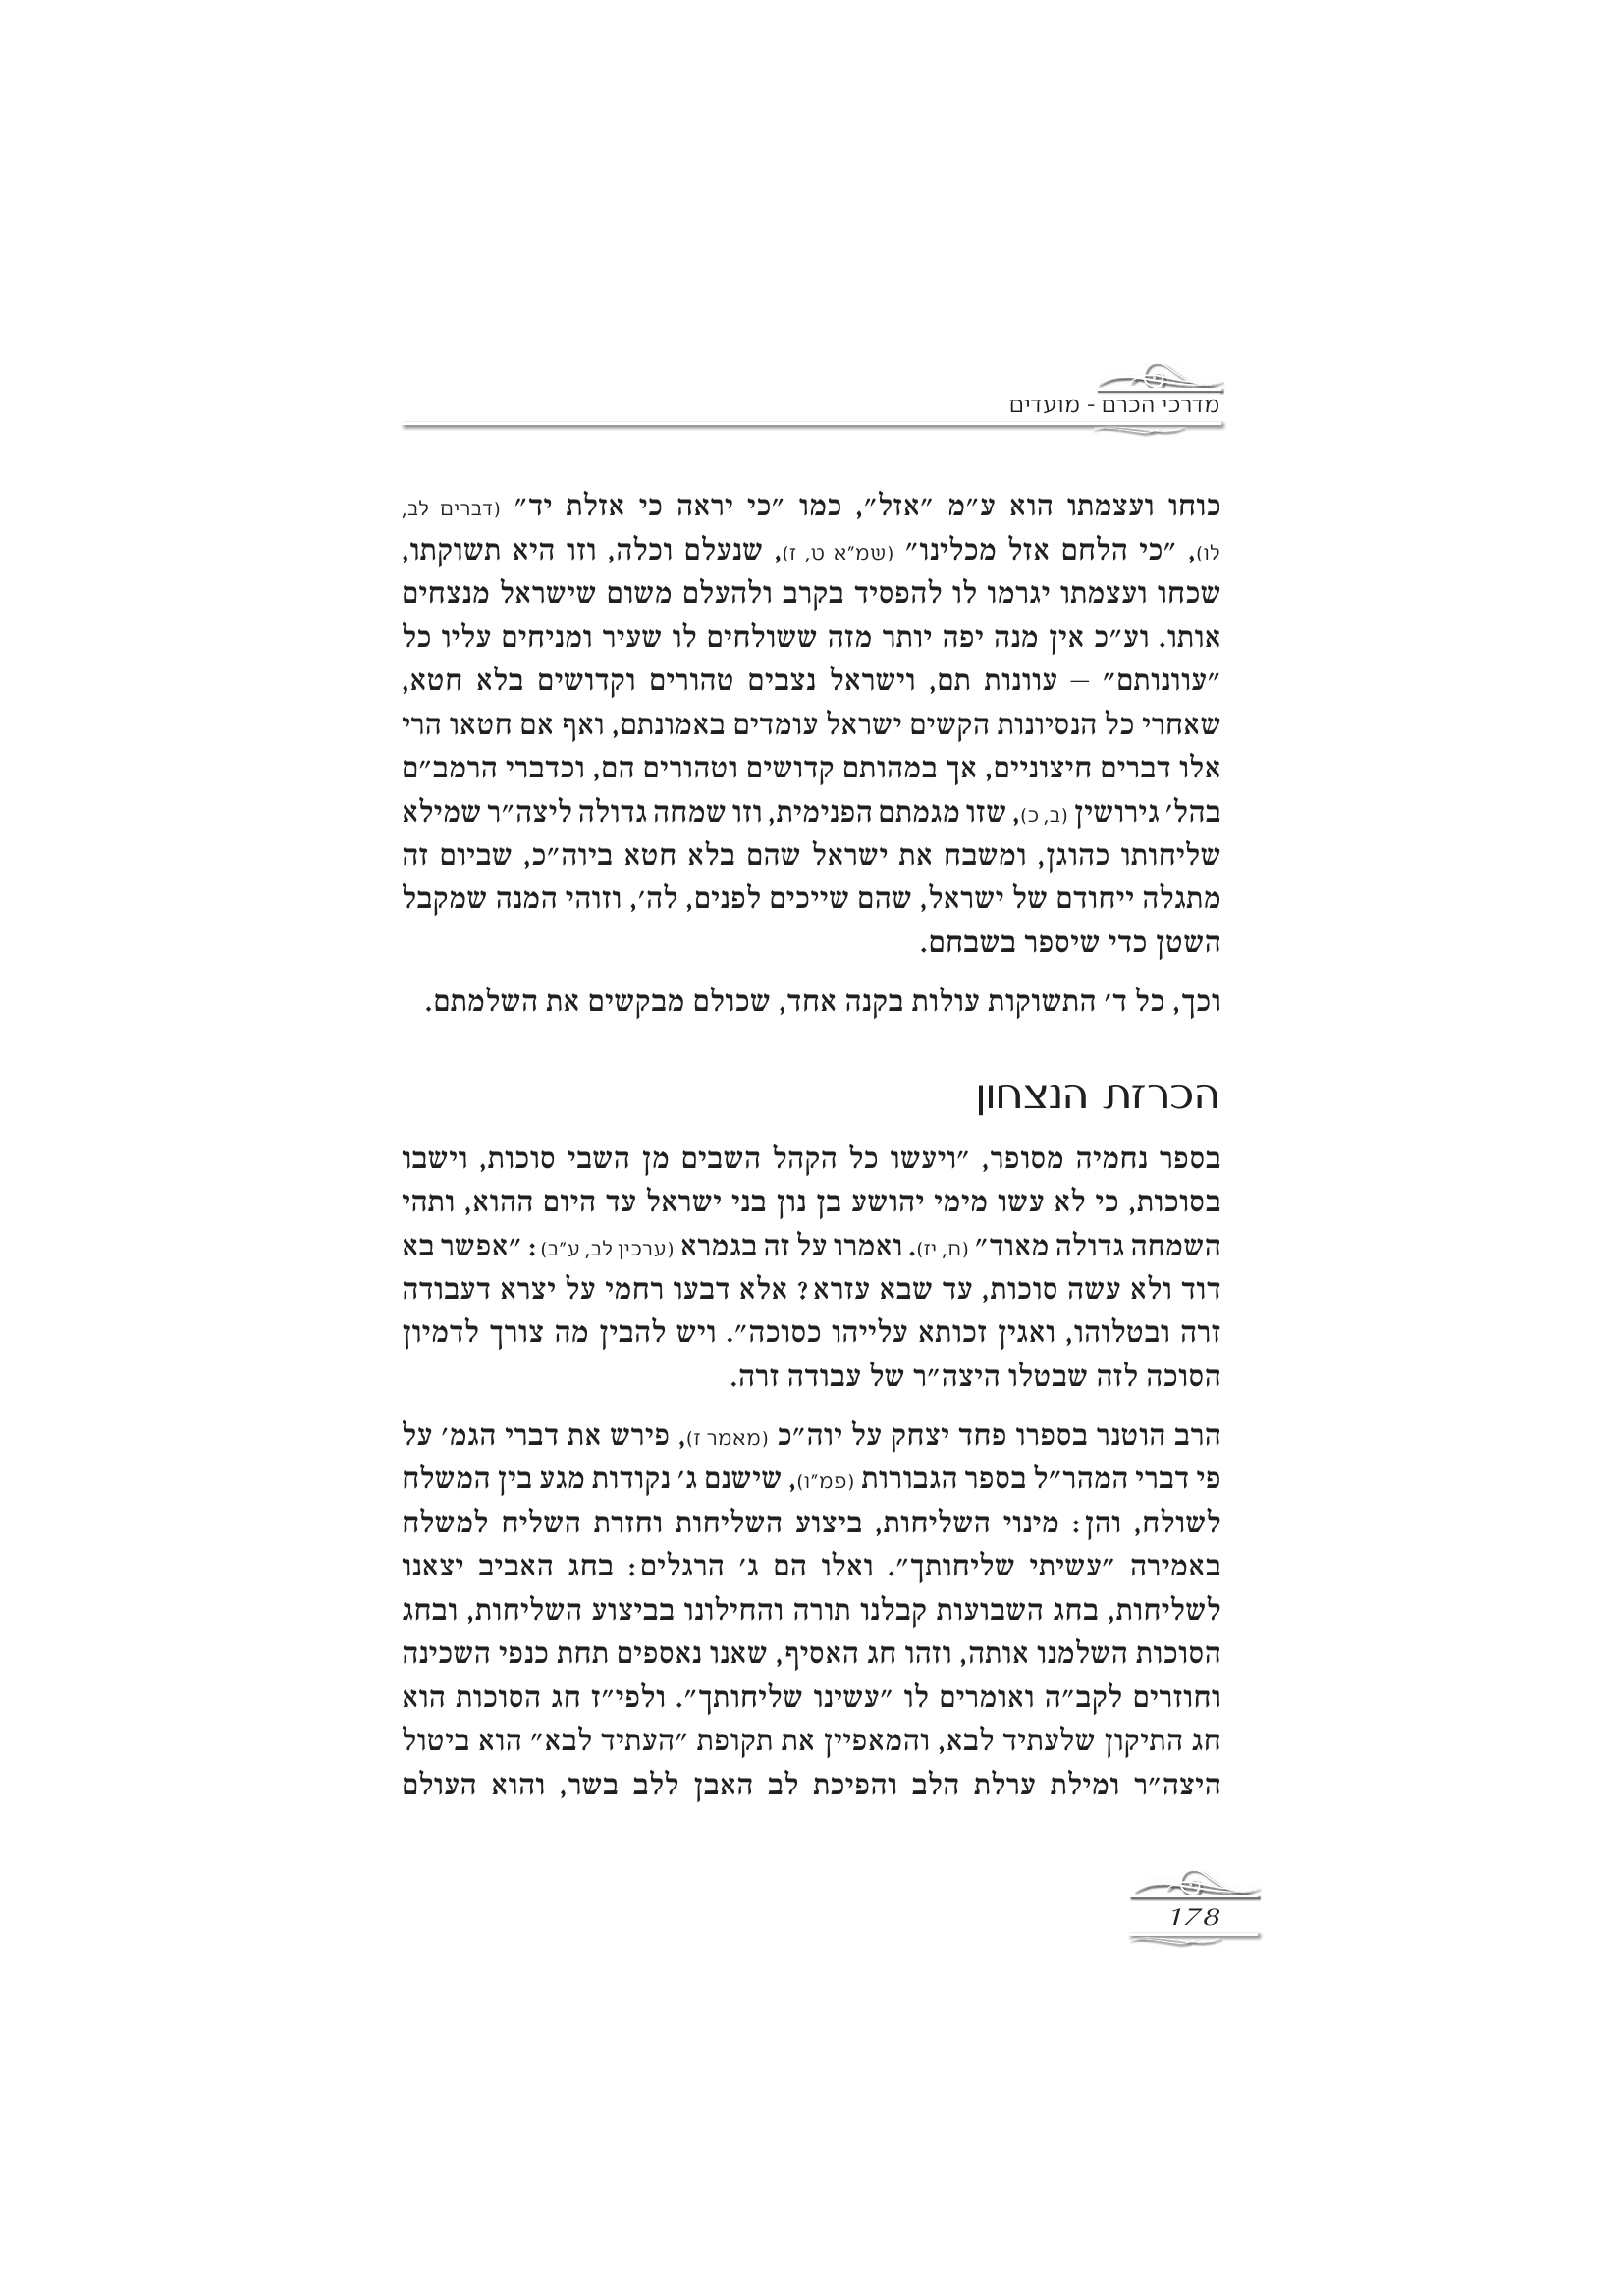 מדרכי הכרם - מועדים
כוחו ועצמתו הוא ע״מ ״אזל״, כמו ״כי יראה כי אזלת יד״ (דברים לב,
לו), ״כי הלחם אזל מכלינו״ (שמ״א ט, ז), שנעלם וכלה, וזו היא תשוקתו,
שכחו ועצמתו יגרמו לו להפסיד בקרב ולהעלם משום שישראל מנצחים
אותו. וע״כ אין מנה יפה יותר מזה ששולחים לו שעיר ומניחים עליו כל
״עוונותם״ – עוונות תם, וישראל נצבים טהורים וקדושים בלא חטא,
שאחרי כל הנסיונות הקשים ישראל עומדים באמונתם, ואף אם חטאו הרי
אלו דברים חיצוניים, אך במהותם קדושים וטהורים הם, וכדברי הרמב״ם
בהל׳ גירושין (ב, כ), שזו מגמתם הפנימית, וזו שמחה גדולה ליצה״ר שמילא
שליחותו כהוגן, ומשבח את ישראל שהם בלא חטא ביוה״כ, שביום זה
מתגלה ייחודם של ישראל, שהם שייכים לפנים, לה׳, וזוהי המנה שמקבל
השטן כדי שיספר בשבחם.
וכך, כל ד׳ התשוקות עולות בקנה אחד, שכולם מבקשים את השלמתם.
הכרזת הנצחון
בספר נחמיה מסופר, ״ויעשו כל הקהל השבים מן השבי סוכות, וישבו
בסוכות, כי לא עשו מימי יהושע בן נון בני ישראל עד היום ההוא, ותהי
השמחה גדולה מאוד״ (ח, יז). ואמרו על זה בגמרא (ערכין לב, ע״ב): ״אפשר בא
דוד ולא עשה סוכות, עד שבא עזרא? אלא דבעו רחמי על יצרא דעבודה
זרה ובטלוהו, ואגין זכותא עלייהו כסוכה״. ויש להבין מה צורך לדמיון
הסוכה לזה שבטלו היצה״ר של עבודה זרה.
הרב הוטנר בספרו פחד יצחק על יוה״כ (מאמר ז), פירש את דברי הגמ׳ על
פי דברי המהר״ל בספר הגבורות (פמ״ו), שישנם ג׳ נקודות מגע בין המשלח
לשולח, והן: מינוי השליחות, ביצוע השליחות וחזרת השליח למשלח
באמירה ״עשיתי שליחותך״. ואלו הם ג׳ הרגלים: בחג האביב יצאנו
לשליחות, בחג השבועות קבלנו תורה והחילונו בביצוע השליחות, ובחג
הסוכות השלמנו אותה, וזהו חג האסיף, שאנו נאספים תחת כנפי השכינה
וחוזרים לקב״ה ואומרים לו ״עשינו שליחותך״. ולפי״ז חג הסוכות הוא
חג התיקון שלעתיד לבא, והמאפיין את תקופת ״העתיד לבא״ הוא ביטול
היצה״ר ומילת ערלת הלב והפיכת לב האבן ללב בשר, והוא העולם
178